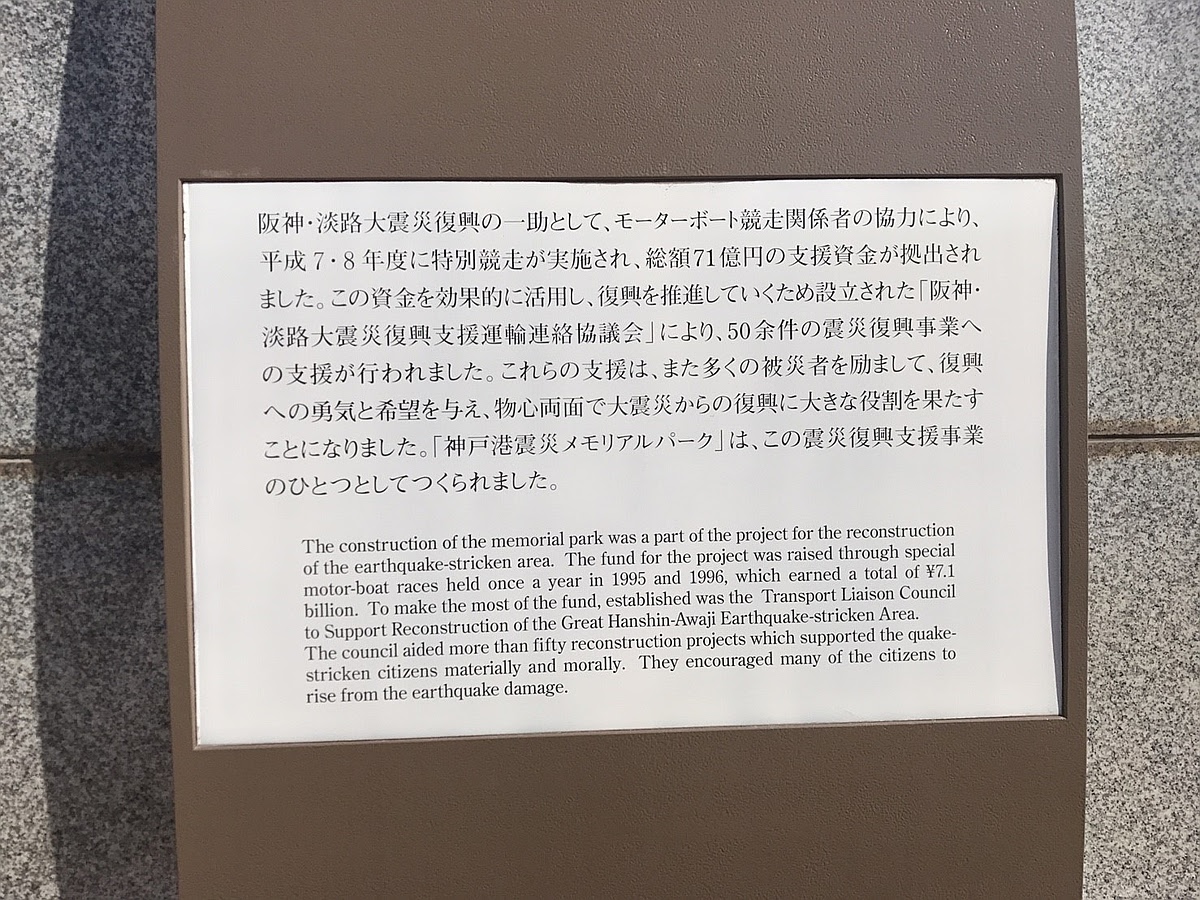 阪神・淡路大震災復興の一助として、モーターボート競走関係者の協力により、
平成7・8年度に特別競走が実施され、総額71億円の支援資金が拠出され
ました。この資金を効果的に活用し、復興を推進していくため設立された「阪神・
淡路大震災復興支援運輸連絡協議会」により、50余件の震災復興事業へ
の支援が行われました。これらの支援は、また多くの被災者を励まして、復興
への勇気と希望を与え、物心両面で大震災からの復興に大きな役割を果たす
ことになりました。「神戸港震災メモリアルパーク」は、この震災復興支援事業
のひとつとしてつくられました。
The construction of the memorial park was a part of the project for the reconstruction
of the earthquake-stricken area. The fund for the project was raised through special
motor-boat races held once a year in 1995 and 1996, which earned a total of ¥7.1
billion. To make the most of the fund, established was the Transport Liaison Council
to Support Reconstruction of the Great Hanshin-Awaji Earthquake-stricken Area.
The council aided more than fifty reconstruction projects which supported the quake-
stricken citizens materially and morally. They encouraged many of the citizens to
rise from the earthquake damage.